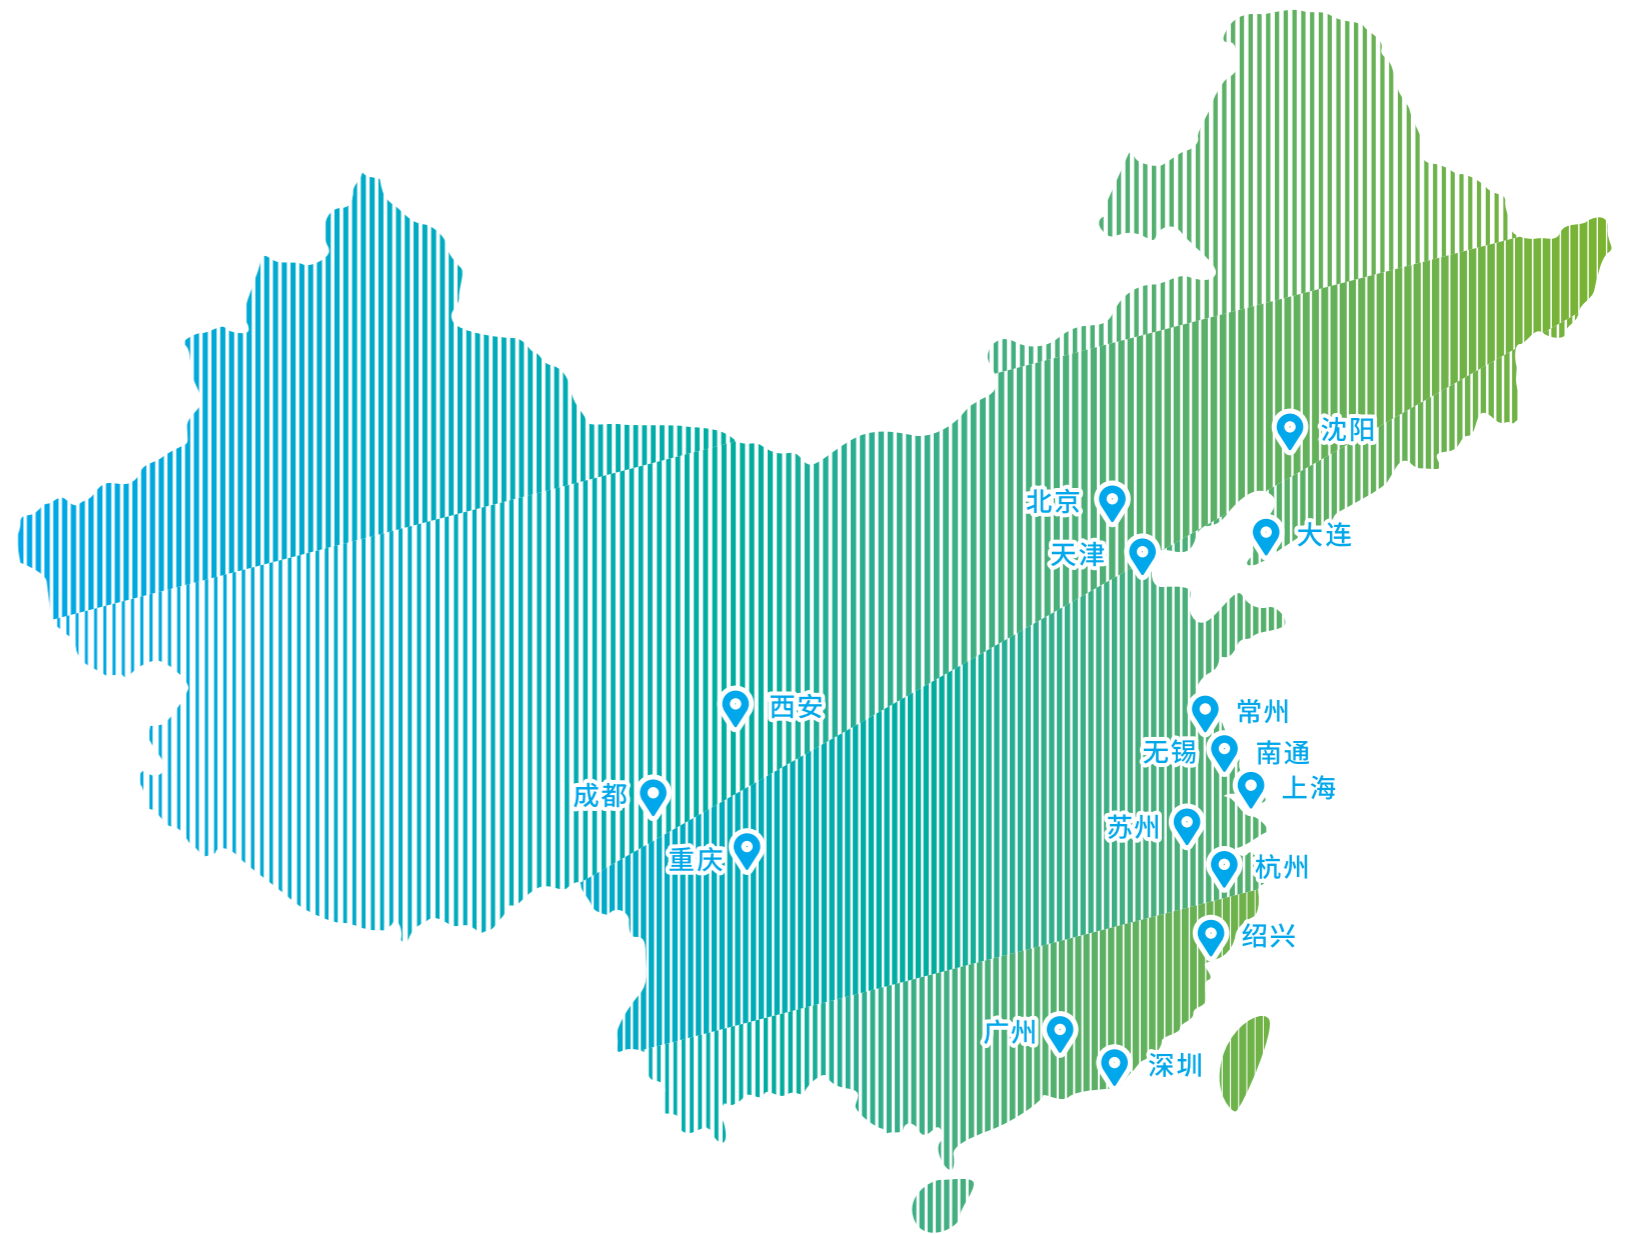 沈阳
北京
大连
天津
西安
常州
无锡
南通
上海
成都
苏州
重庆
杭州
绍兴
广州
深圳